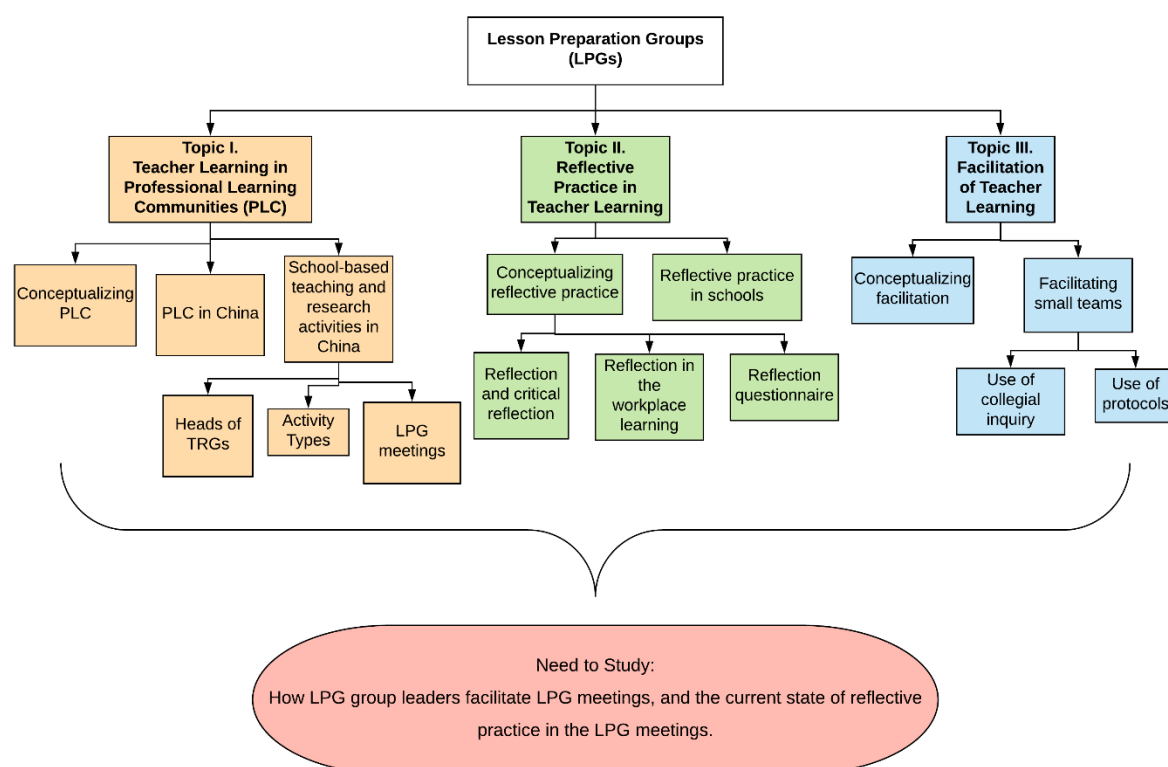 Lesson Preparation Groups
(LPGs)
Topic I.
Teacher Learning in
Professional Learning
Communities (PLC)
Topic II.
Reflective
Practice in
Teacher Learning
Topic III.
Facilitation
of Teacher
Learning
Conceptualizing
PLC
PLC in China
School-based
teaching and
research
activities in
China
Conceptualizing
reflective practice
Reflective practice
in schools
Conceptualizing
facilitation
Facilitating
small teams
Heads of
TRGs
Activity
Types
LPG
meetings
Reflection
and critical
reflection
Reflection in
the
workplace
learning
Reflection
questionnaire
Use of
collegial
inquiry
Use of
protocols
Need to Study:
How LPG group leaders facilitate LPG meetings, and the current state of reflective
practice in the LPG meetings.